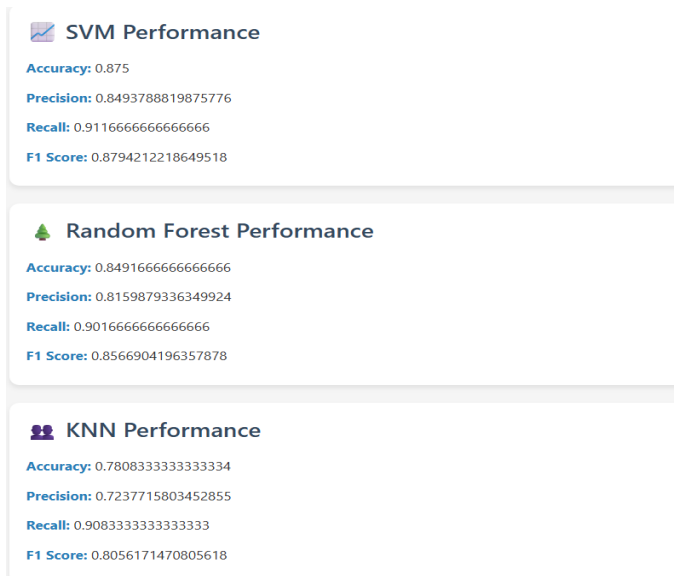 SVM Performance
Accuracy: 0.875
Precision: 0.8493788819875776
Recall: 0.9116666666666666
F1 Score: 0.8794212218649518
Random Forest Performance
Accuracy: 0.8491666666666666
Precision: 0.8159879336349924
Recall: 0.9016666666666666
F1 Score: 0.8566904196357878
KNN Performance
Accuracy: 0.7808333333333334
Precision: 0.7237715803452855
Recall: 0.9083333333333333
F1 Score: 0.8056171470805618